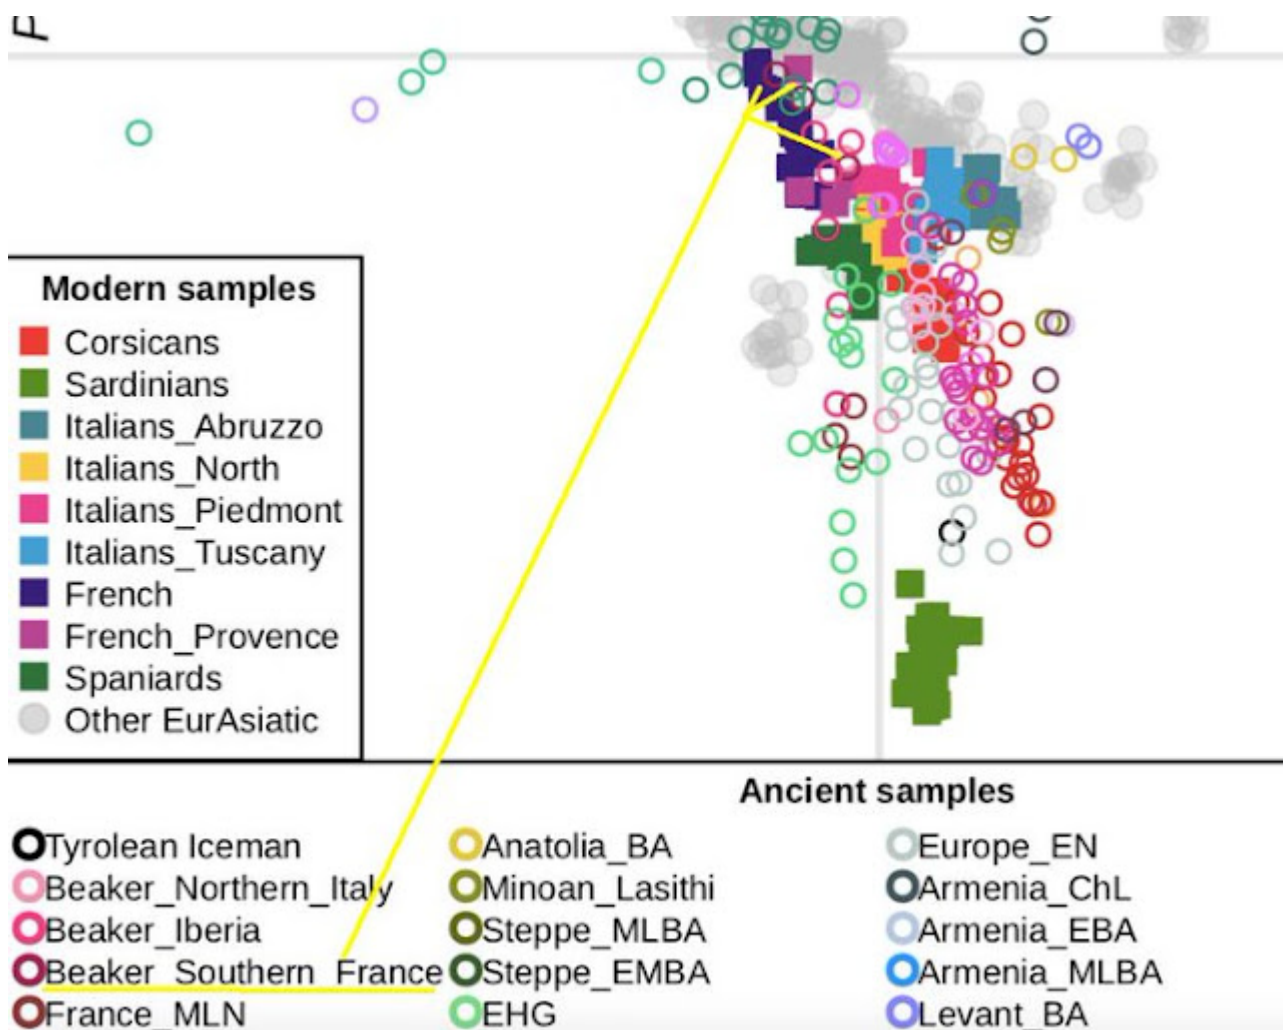 P
Modern samples
Corsicans
Sardinians
Italians_Abruzzo
Italians_North
Italians_Piedmont
Italians_Tuscany
French
French_Provence
Spaniards
Other EurAsiatic
Ancient samples
Tyrolean Iceman
Beaker_Northern_Italy
Beaker_Iberia
Beaker_Southern_France
France_MLN
Anatolia_BA
Minoan_Lasithi
Steppe_MLBA
Steppe_EMBA
EHG
Europe_EN
Armenia_ChL
Armenia_EBA
Armenia_MLBA
Levant_BA